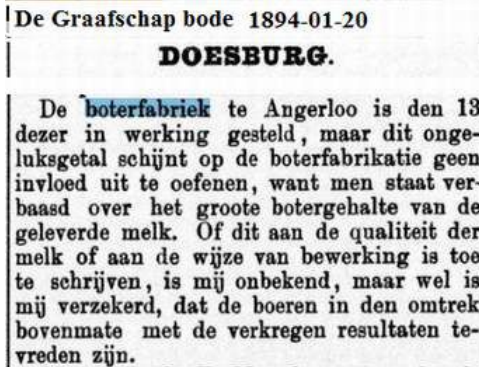 De Graafschap bode 1894-01-20
DOESBURG.
De boterfabriek te Angerloo is den 13
dezer in werking gesteld, maar dit onge-
luksgetal schijnt op de boterfabrikatie geen
invloed uit te oefenen, want men staat ver-
baasd over het groote botergehalte van de
geleverde melk. Of dit aan de qualiteit der
melk of aan de wijze van bewerking is toe
te schrijven, is mij onbekend, maar wel is
mij verzekerd, dat de boeren in den omtrek
bovenmate met de verkregen resultaten te-
vreden zijn.